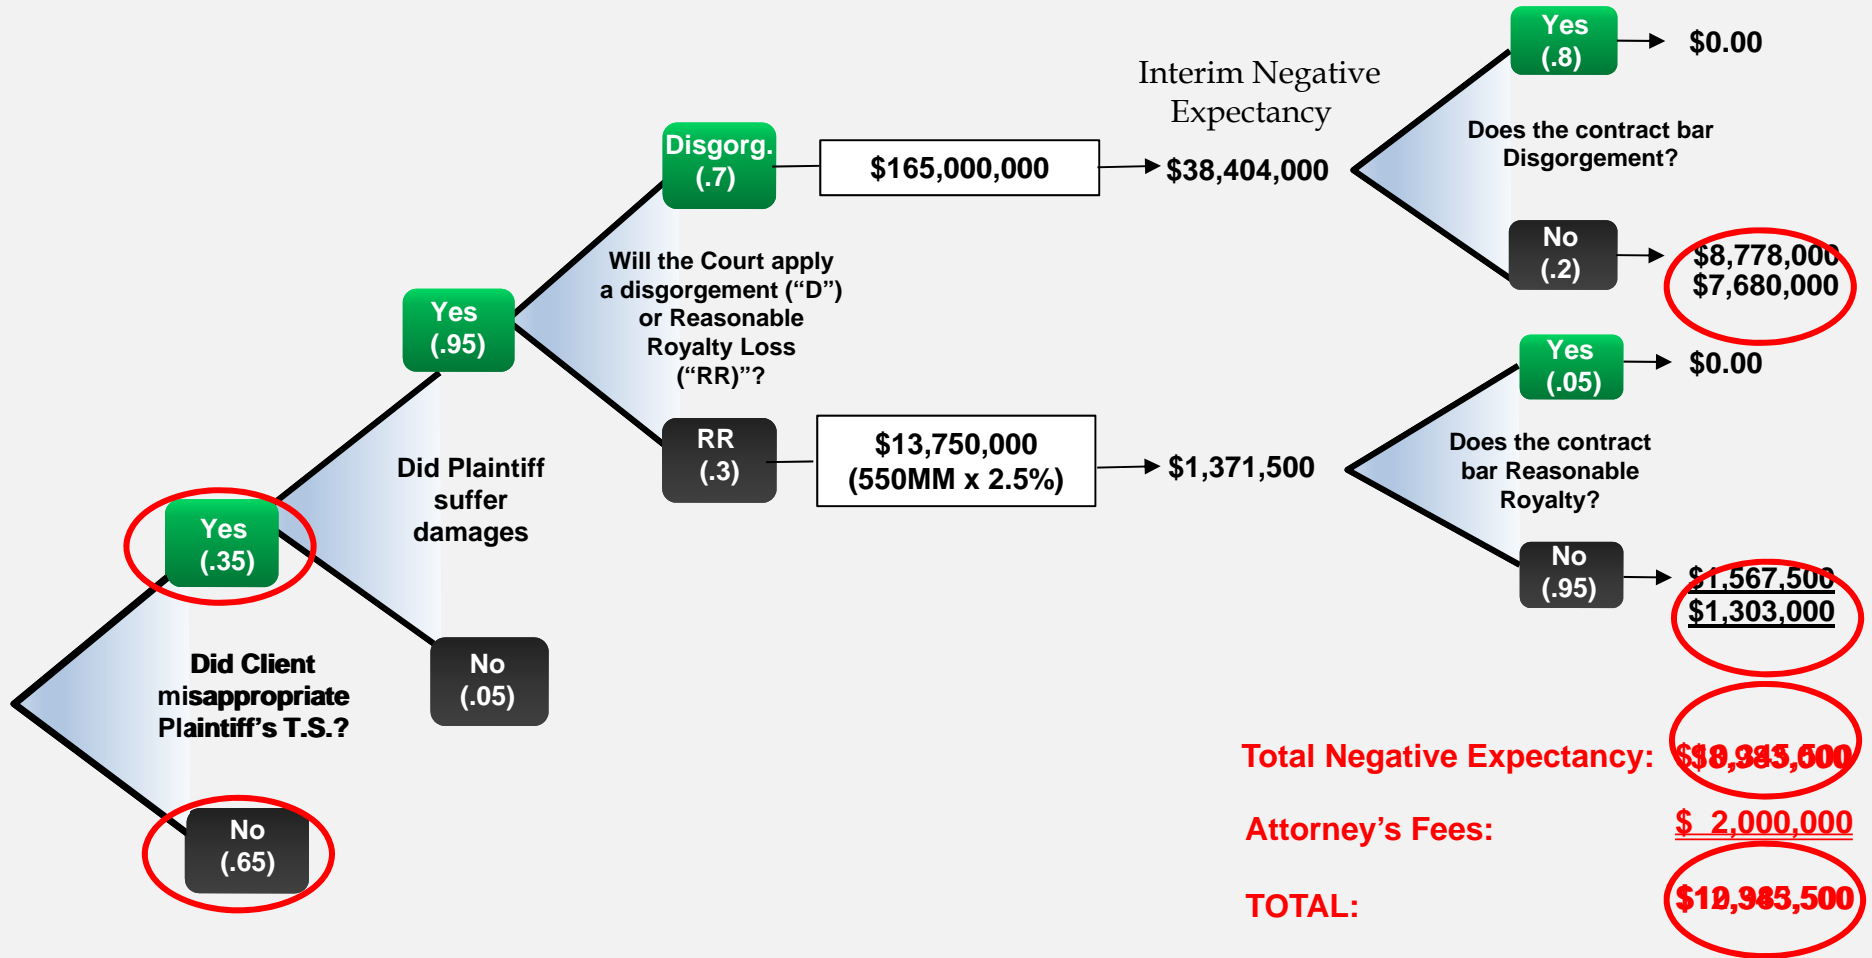 Yes
(.8)
$0.00
Interim Negative
Expectancy
Does the contract bar
Disgorgement?
Disgorg.
(.7)
$165,000,000
$38,404,000
No
(.2)
$8,778,000
$7,680,000
Will the Court apply
a disgorgement (“D”)
or Reasonable
Royalty Loss
(“RR)”?
Yes
(.95)
Yes
(.05)
$0.00
RR
(.3)
$13,750,000
(550MM x 2.5%)
$1,371,500
Does the contract
bar Reasonable
Royalty?
Did Plaintiff
suffer
damages
Yes
(.35)
No
(.95)
$1,567,500
$1,303,000
Did Client
misappropriate
Plaintiff’s T.S.?
No
(.05)
Total Negative Expectancy:
Attorney’s Fees:
$ 2,000,000
No
(.65)
TOTAL: